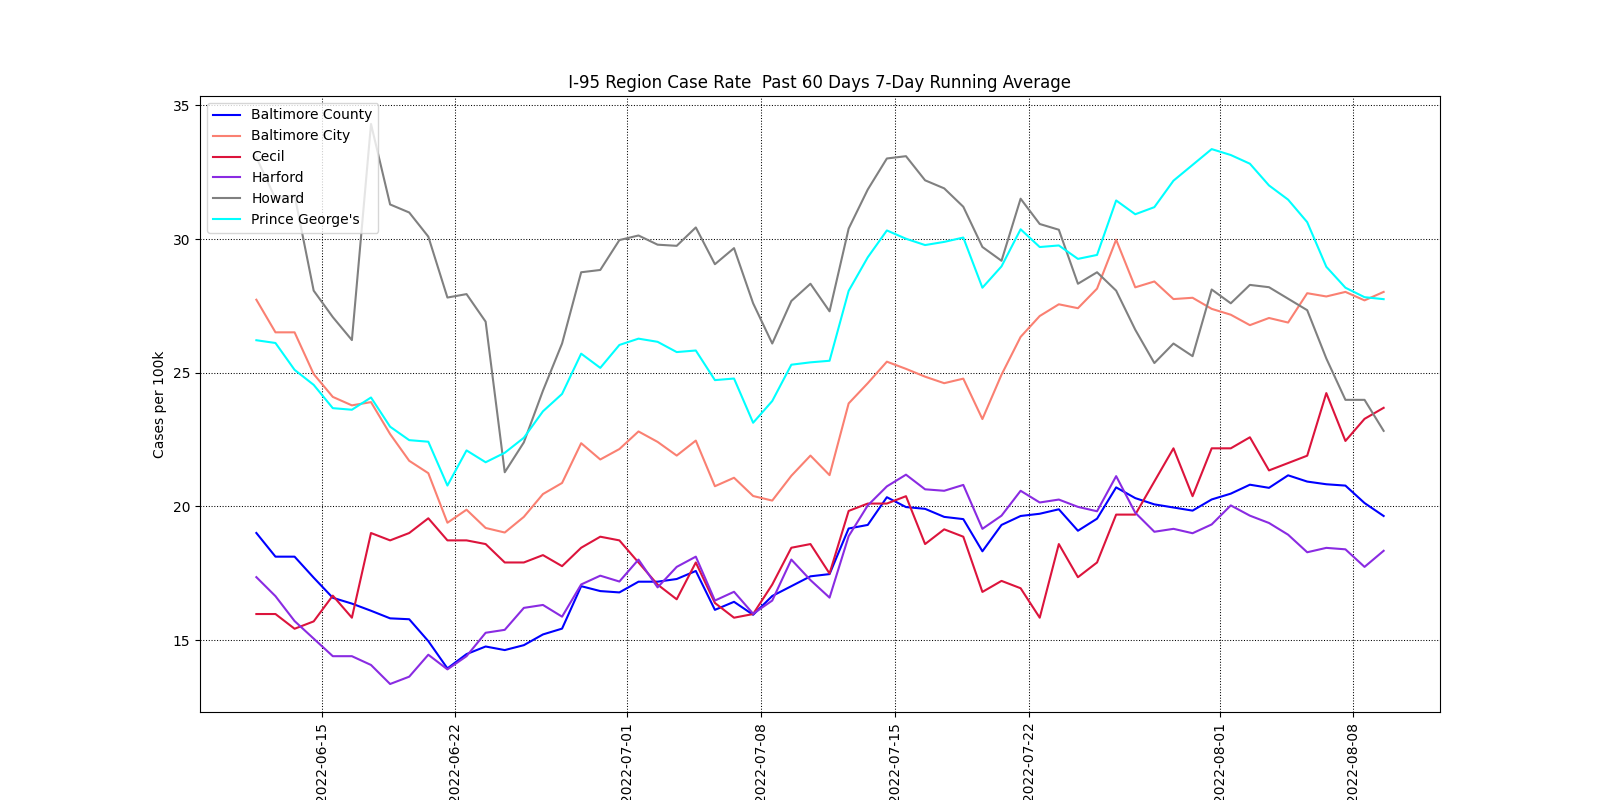 I-95 Region Case Rate  Past 60 Days 7-Day Running Average
Cases per 100k
35
30
25
20
15
Baltimore County
Baltimore City
Cecil
Harford
Howard
Prince George's
2022-06-15
2022-06-22
2022-07-01
2022-07-08
2022-07-15
2022-07-22
2022-08-01
2022-08-08